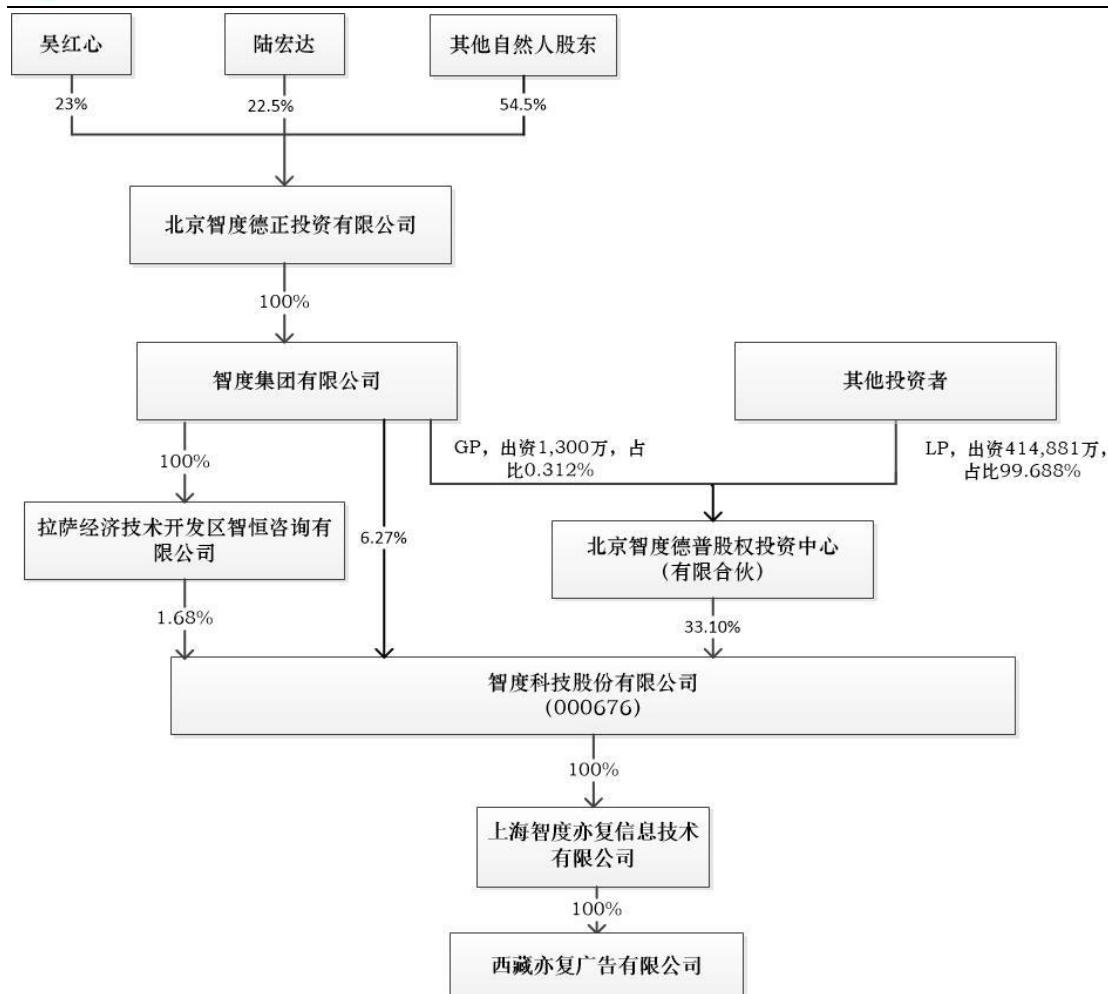 吴红心
陆宏达
其他自然人股东
23%
22.5%
54.5%
北京智度德正投资有限公司
100%
智度集团有限公司
其他投资者
100%
6.27%
GP，出资1,300万，占
比0.312%
LP，出资414,881万，
占比99.688%
拉萨经济技术开发区智恒咨询有
限公司
北京智度德普股权投资中心
（有限合伙）
1.68%
33.10%
智度科技股份有限公司
(000676)
100%
上海智度亦复信息技术
有限公司
100%
西藏亦复广告有限公司